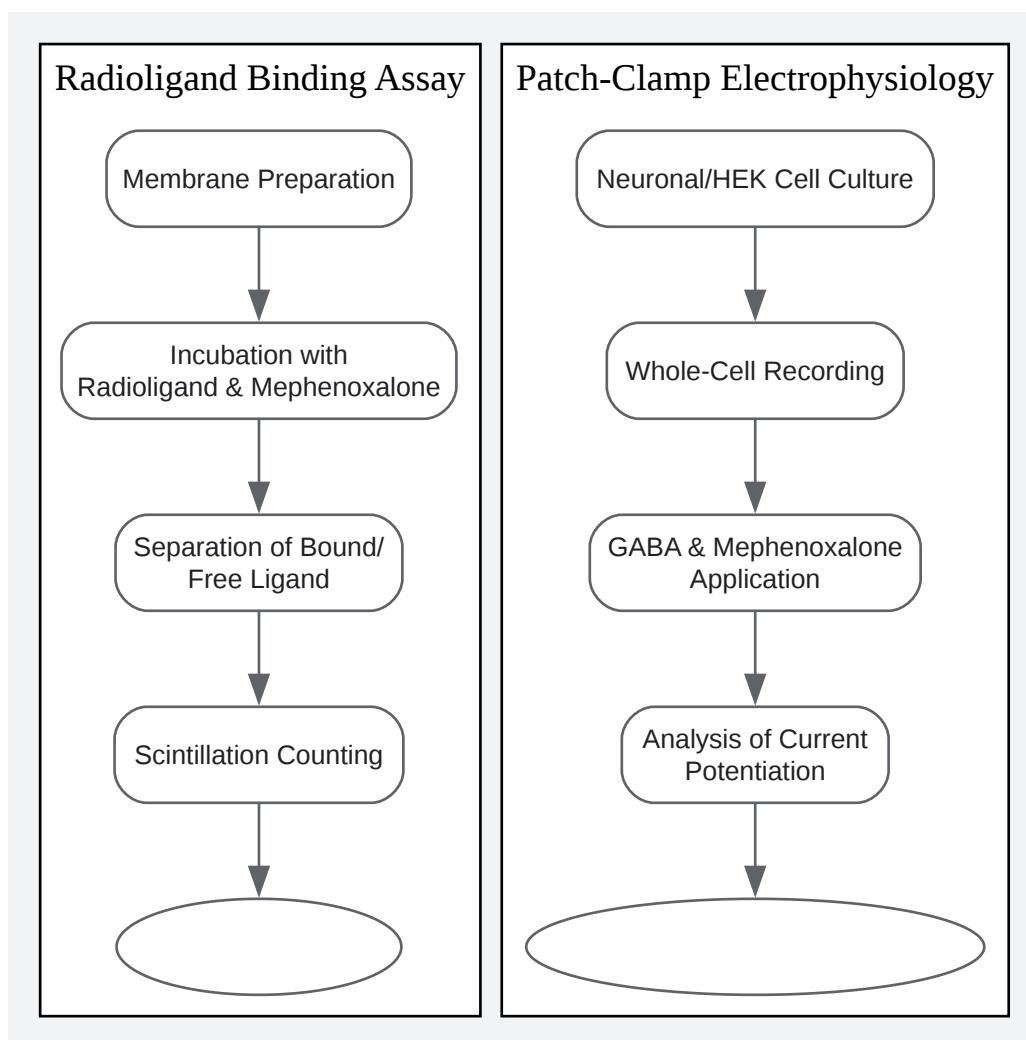 Radioligand Binding Assay
Membrane Preparation
Incubation with
Radioligand & Mephenoxalone
Separation of Bound/
Free Ligand
Scintillation Counting
Patch-Clamp Electrophysiology
Neuronal/HEK Cell Culture
Whole-Cell Recording
GABA & Mephenoxalone
Application
Analysis of Current
Potentiation